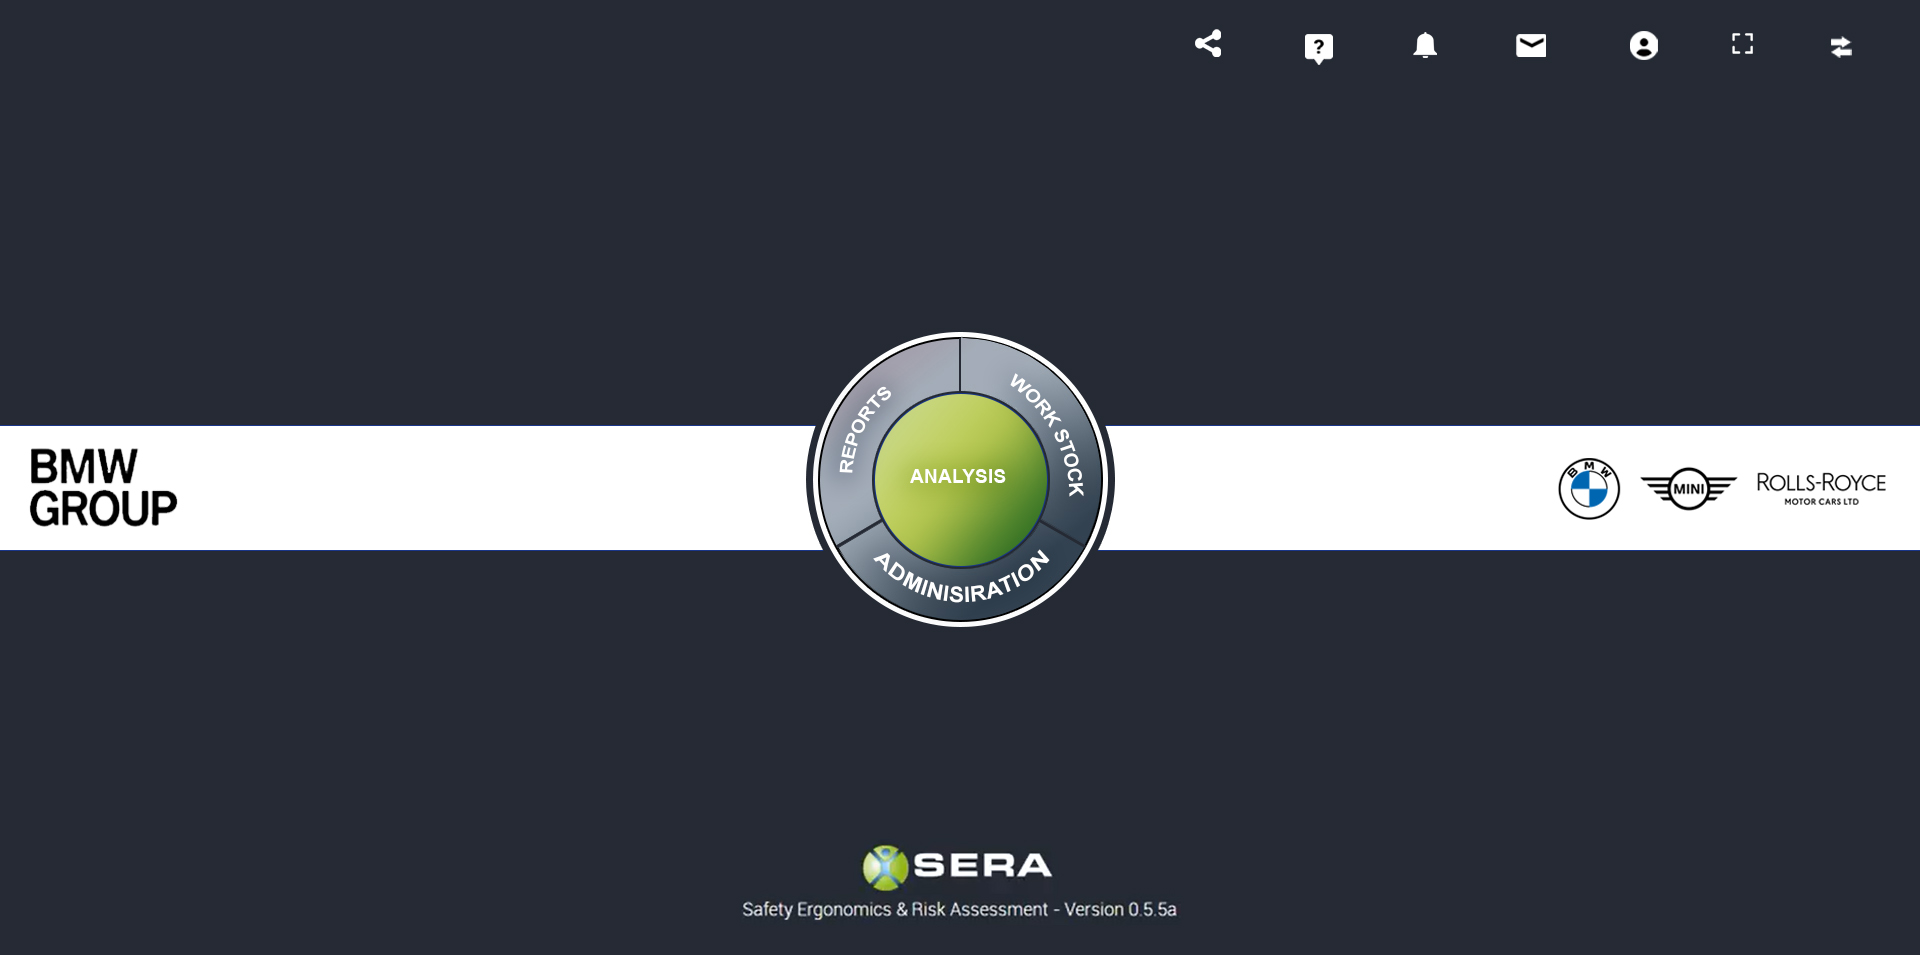 ?
REPORTS
WORK STOCK
BMW
GROUP
ANALYSIS
BMW
MINI
ROLLS-ROYCE
MOTOR CARS LTD
ADMINISIRATION
SERA
Safety Ergonomics & Risk Assessment - Version 0.5.5a